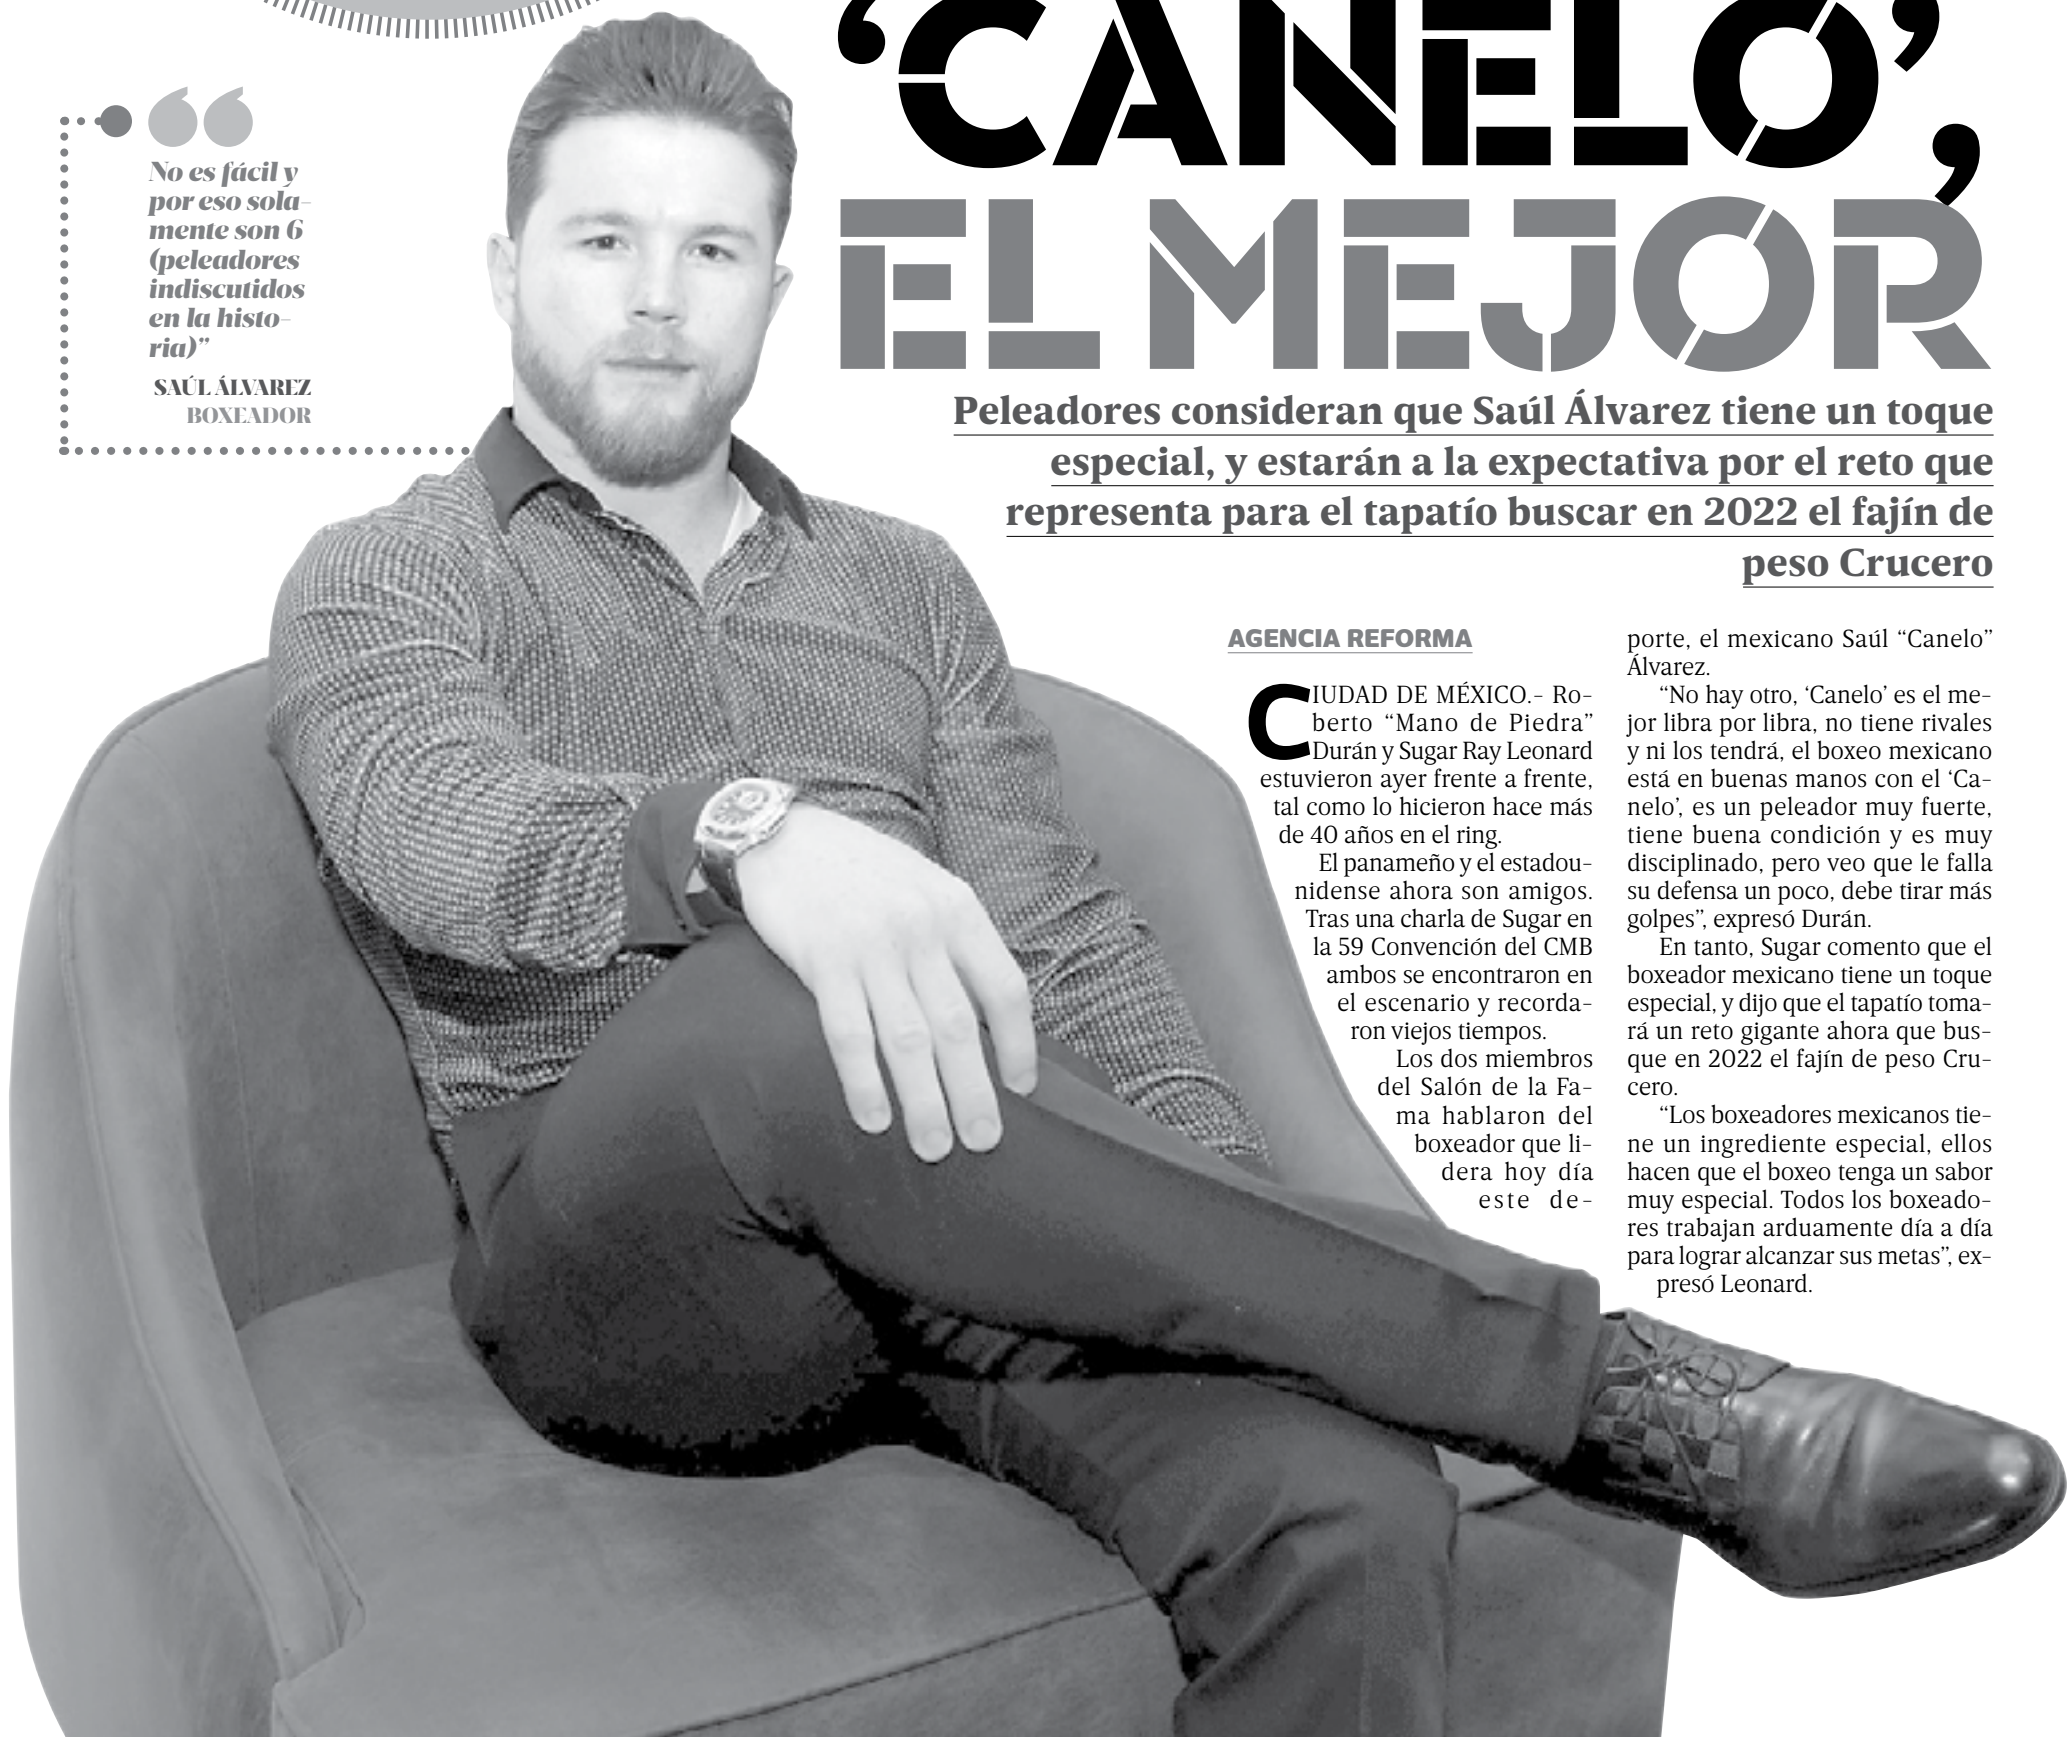 ‘CANELO’,
EL MEJOR
Peleadores consideran que Saúl Álvarez tiene un toque
especial, y estarán a la expectativa por el reto que
representa para el tapatío buscar en 2022 el fajín de
peso Crucero
“
No es fácil y
por eso sola-
mente son 6
(peleadores
indiscutidos
en la histo-
ria)”
SAÚL ÁLVAREZ
BOXEADOR
AGENCIA REFORMA
CIUDAD DE MÉXICO.- Ro-
berto “Mano de Piedra”
Durán y Sugar Ray Leonard
estuvieron ayer frente a frente,
tal como lo hicieron hace más
de 40 años en el ring.
El panameño y el estadou-
nidense ahora son amigos.
Tras una charla de Sugar en
la 59 Convención del CMB
ambos se encontraron en
el escenario y recorda-
ron viejos tiempos.
Los dos miembros
del Salón de la Fa-
ma hablaron del
boxeador que li-
dera hoy día
este de-
porte, el mexicano Saúl “Canelo”
Álvarez.
“No hay otro, ‘Canelo’ es el me-
jor libra por libra, no tiene rivales
y ni los tendrá, el boxeo mexicano
está en buenas manos con el ‘Ca-
nelo’, es un peleador muy fuerte,
tiene buena condición y es muy
disciplinado, pero veo que le falla
su defensa un poco, debe tirar más
golpes”, expresó Durán.
En tanto, Sugar comento que el
boxeador mexicano tiene un toque
especial, y dijo que el tapatío toma-
rá un reto gigante ahora que bus-
que en 2022 el fajín de peso Cru-
cero.
“Los boxeadores mexicanos tie-
ne un ingrediente especial, ellos
hacen que el boxeo tenga un sabor
muy especial. Todos los boxeado-
res trabajan arduamente día a día
para lograr alcanzar sus metas”, ex-
presó Leonard.